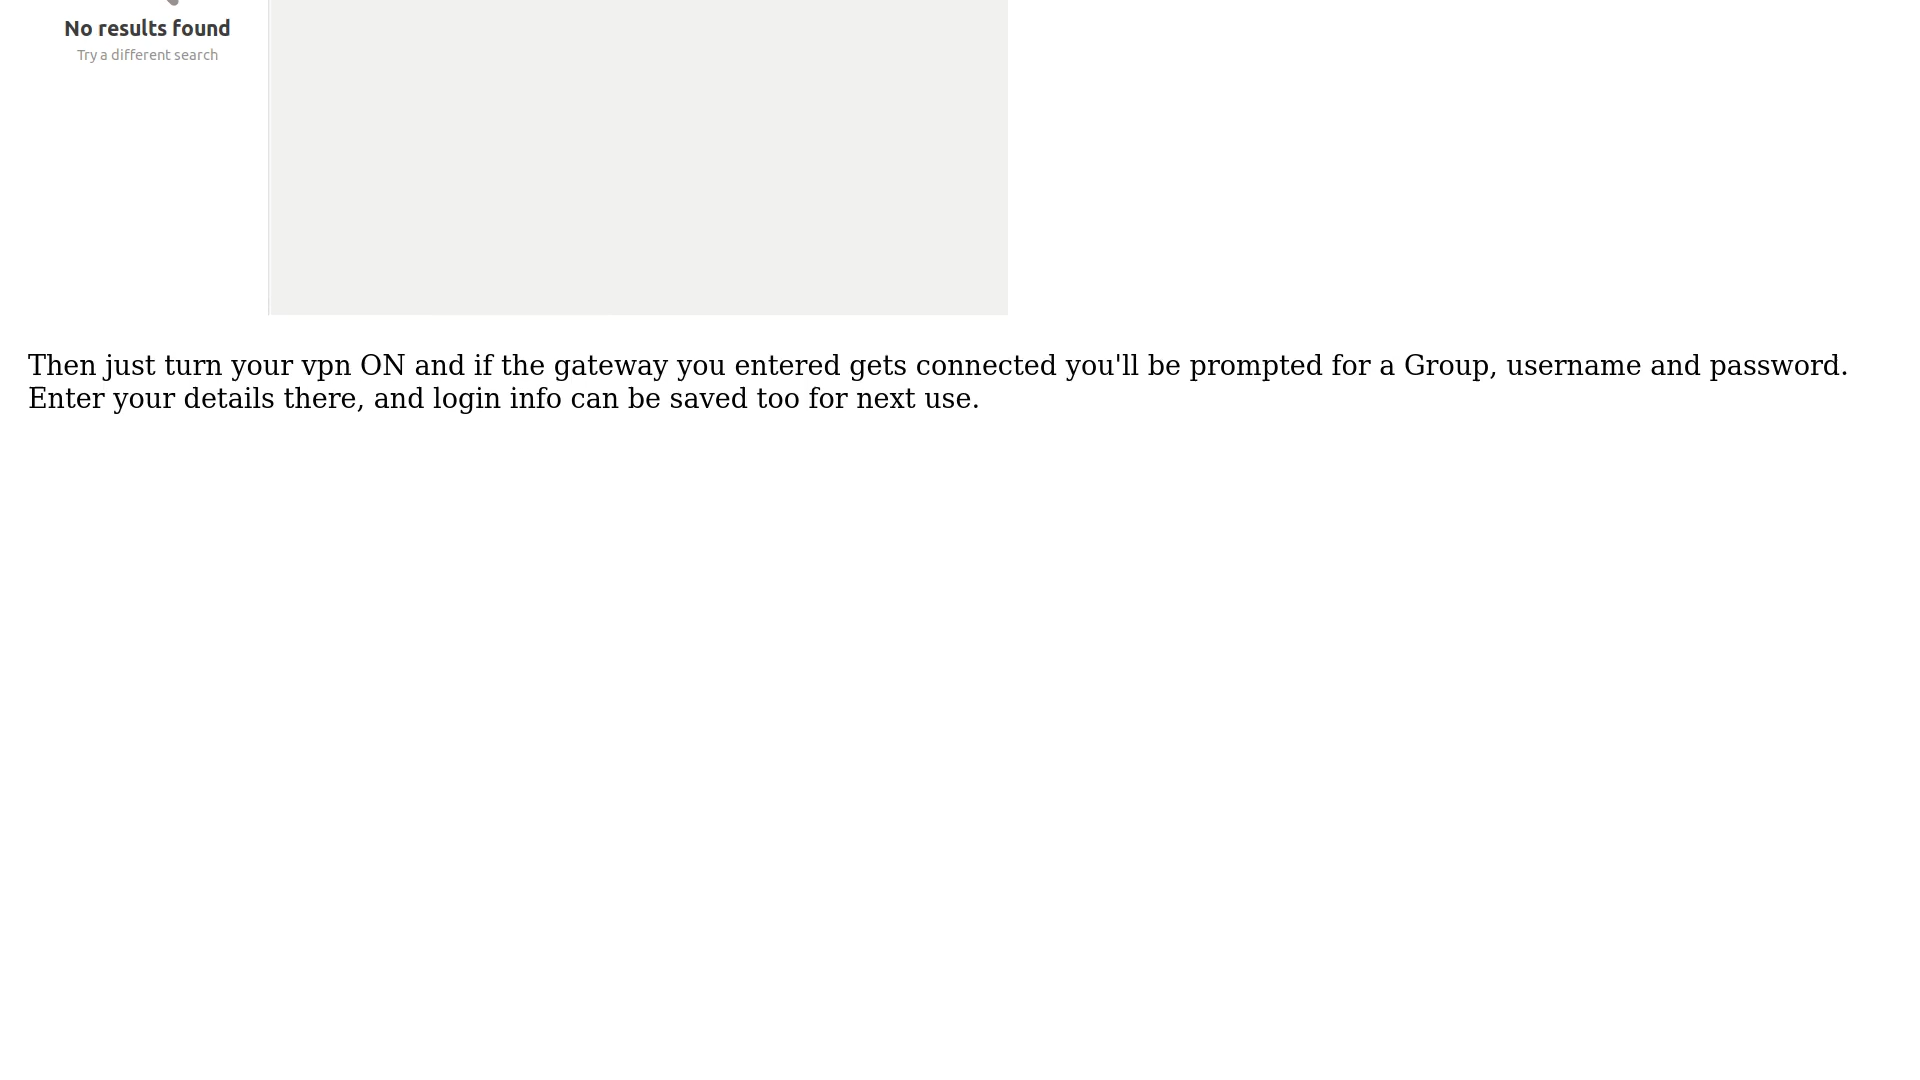 No results found
Try a different search
Then just turn your vpn ON and if the gateway you entered gets connected you'll be prompted for a Group, username and password.
Enter your details there, and login info can be saved too for next use.